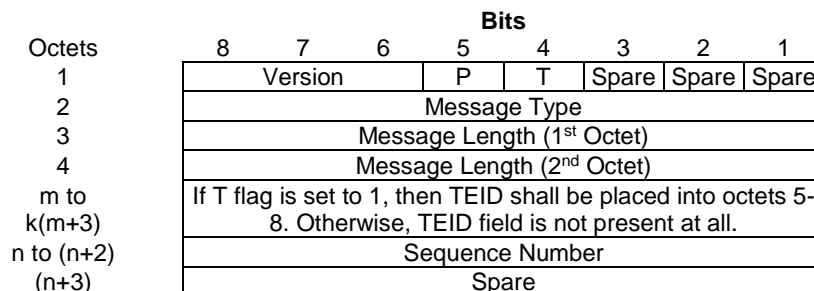 Bits
Octets 8 7 6 5 4 3 2 1
1 Version P T Spare Spare Spare
2 Message Type
3 Message Length (1st Octet)
4 Message Length (2nd Octet)
m to If T flag is set to 1, then TEID shall be placed into octets 5-
k(m+3) 8. Otherwise, TEID field is not present at all.
n to (n+2) Sequence Number
(n+3) Spare